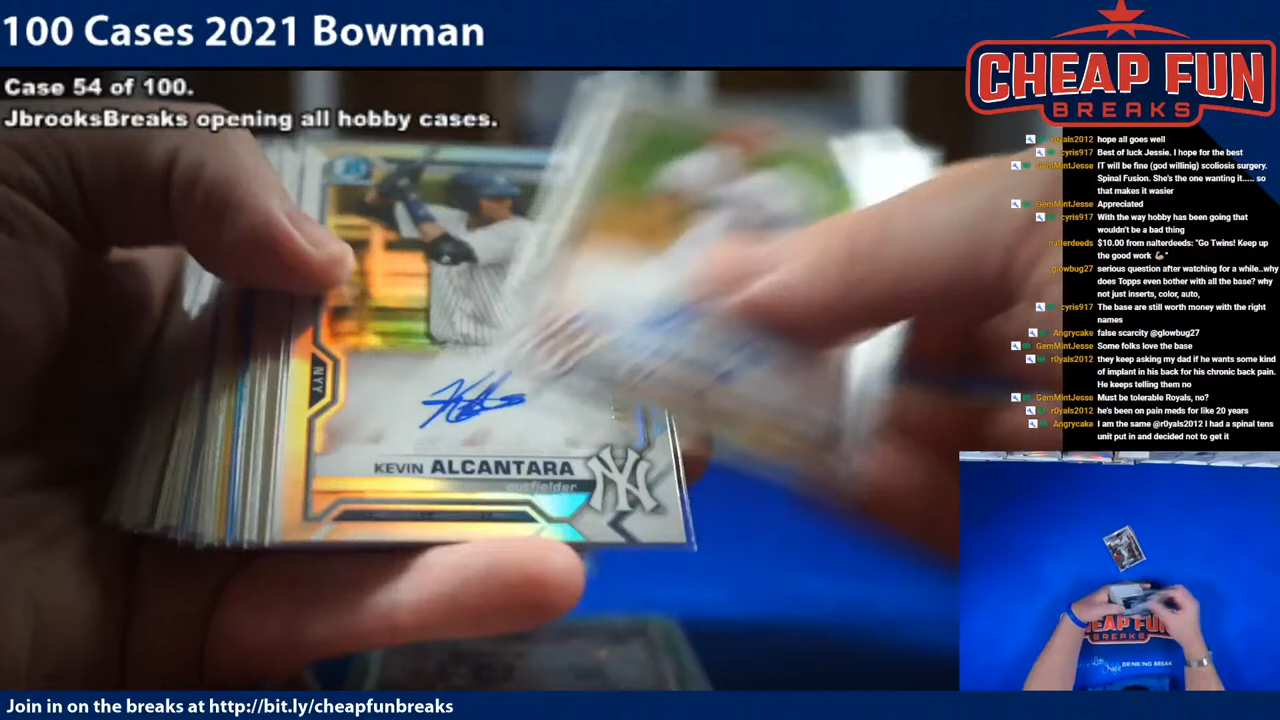 100 Cases 2021 Bowman
Case 54 of 100.
JbrooksBreaks opening all hobby cases.
CHEAP FUN
BREAKS
r0yals2012 hope all goes well
cyris917 Best of luck Jessie. I hope for the best
GemMintJesse IT will be fine (god willinig) scoliosis surgery.
Spinal Fusion. She's the one wanting it..... so
that makes it wasier
GemMintJesse Appreciated
cyris917 With the way hobby has been going that
wouldn't be a bad thing
nalterdeeds $10.00 from nalterdeeds: "Go Twins! Keep up
the good work 💪🏼"
glowbug27 serious question after watching for a while..why
does Topps even bother with all the base? why
not just inserts, color, auto,
cyris917 The base are still worth money with the right
names
Angrycake false scarcity @glowbug27
GemMintJesse Some folks love the base
r0yals2012 they keep asking my dad if he wants some kind
of implant in his back for his chronic back pain.
He keeps telling them no
GemMintJesse Must be tolerable Royals, no?
r0yals2012 he's been on pain meds for like 20 years
Angrycake I am the same @r0yals2012 I had a spinal tens
unit put in and decided not to get it
NYY
KEVIN ALCANTARA
outfielder
NY
CHEAP FUN
BREAKS
DRINKING BREAK
Join in on the breaks at http://bit.ly/cheapfunbreaks